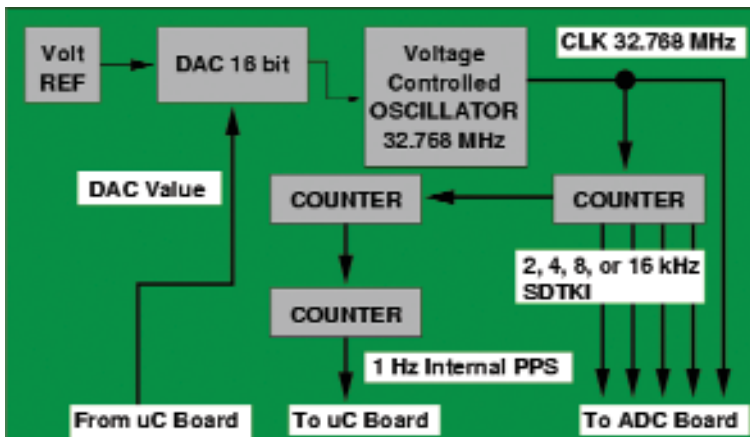 Volt
REF
DAC 16 bit
Voltage
Controlled
OSCILLATOR
32.768 MHz
CLK 32.768 MHz
DAC Value
COUNTER
COUNTER
2, 4, 8, or 16 kHz
SDTKI
COUNTER
1 Hz Internal PPS
From uC Board
To uC Board
To ADC Board